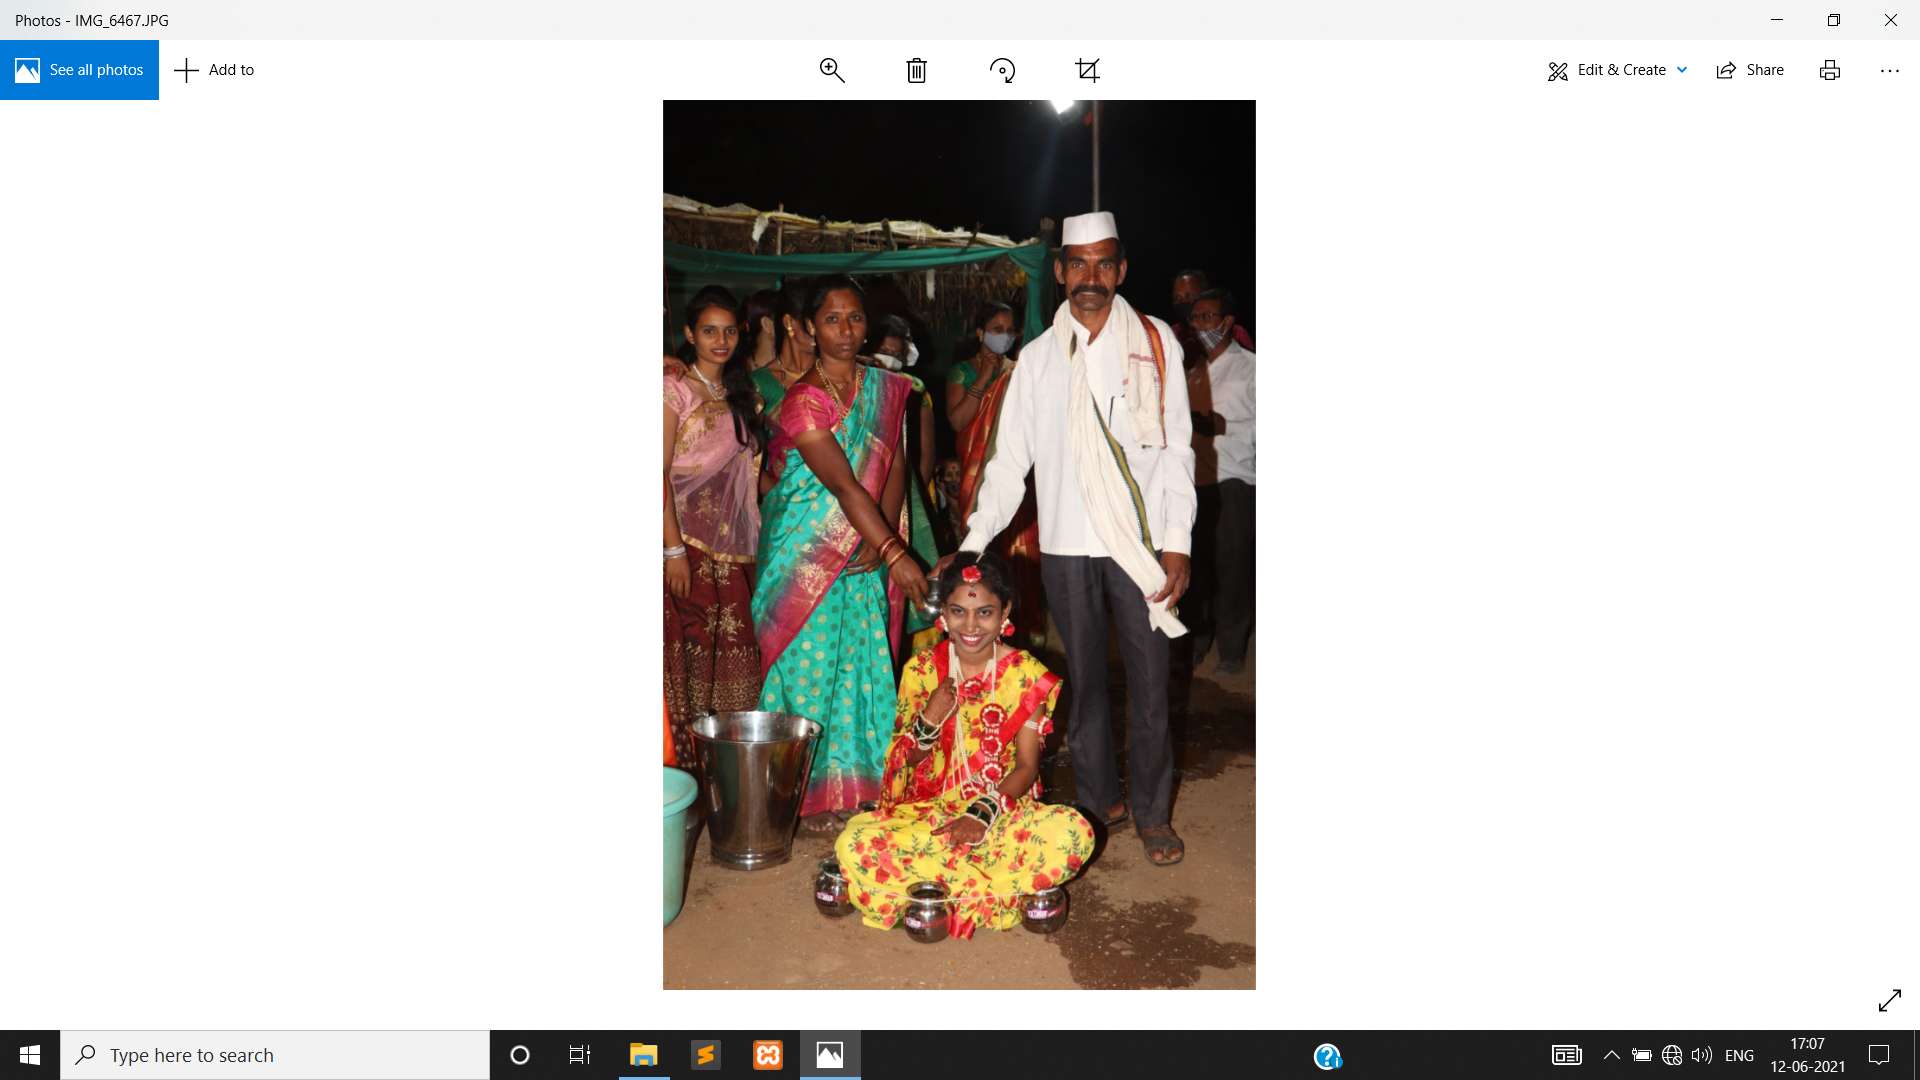 Photos - IMG_6467.JPG
See all photos
Add to
Edit & Create
Share
Type here to search
ENG
17:07
12-06-2021